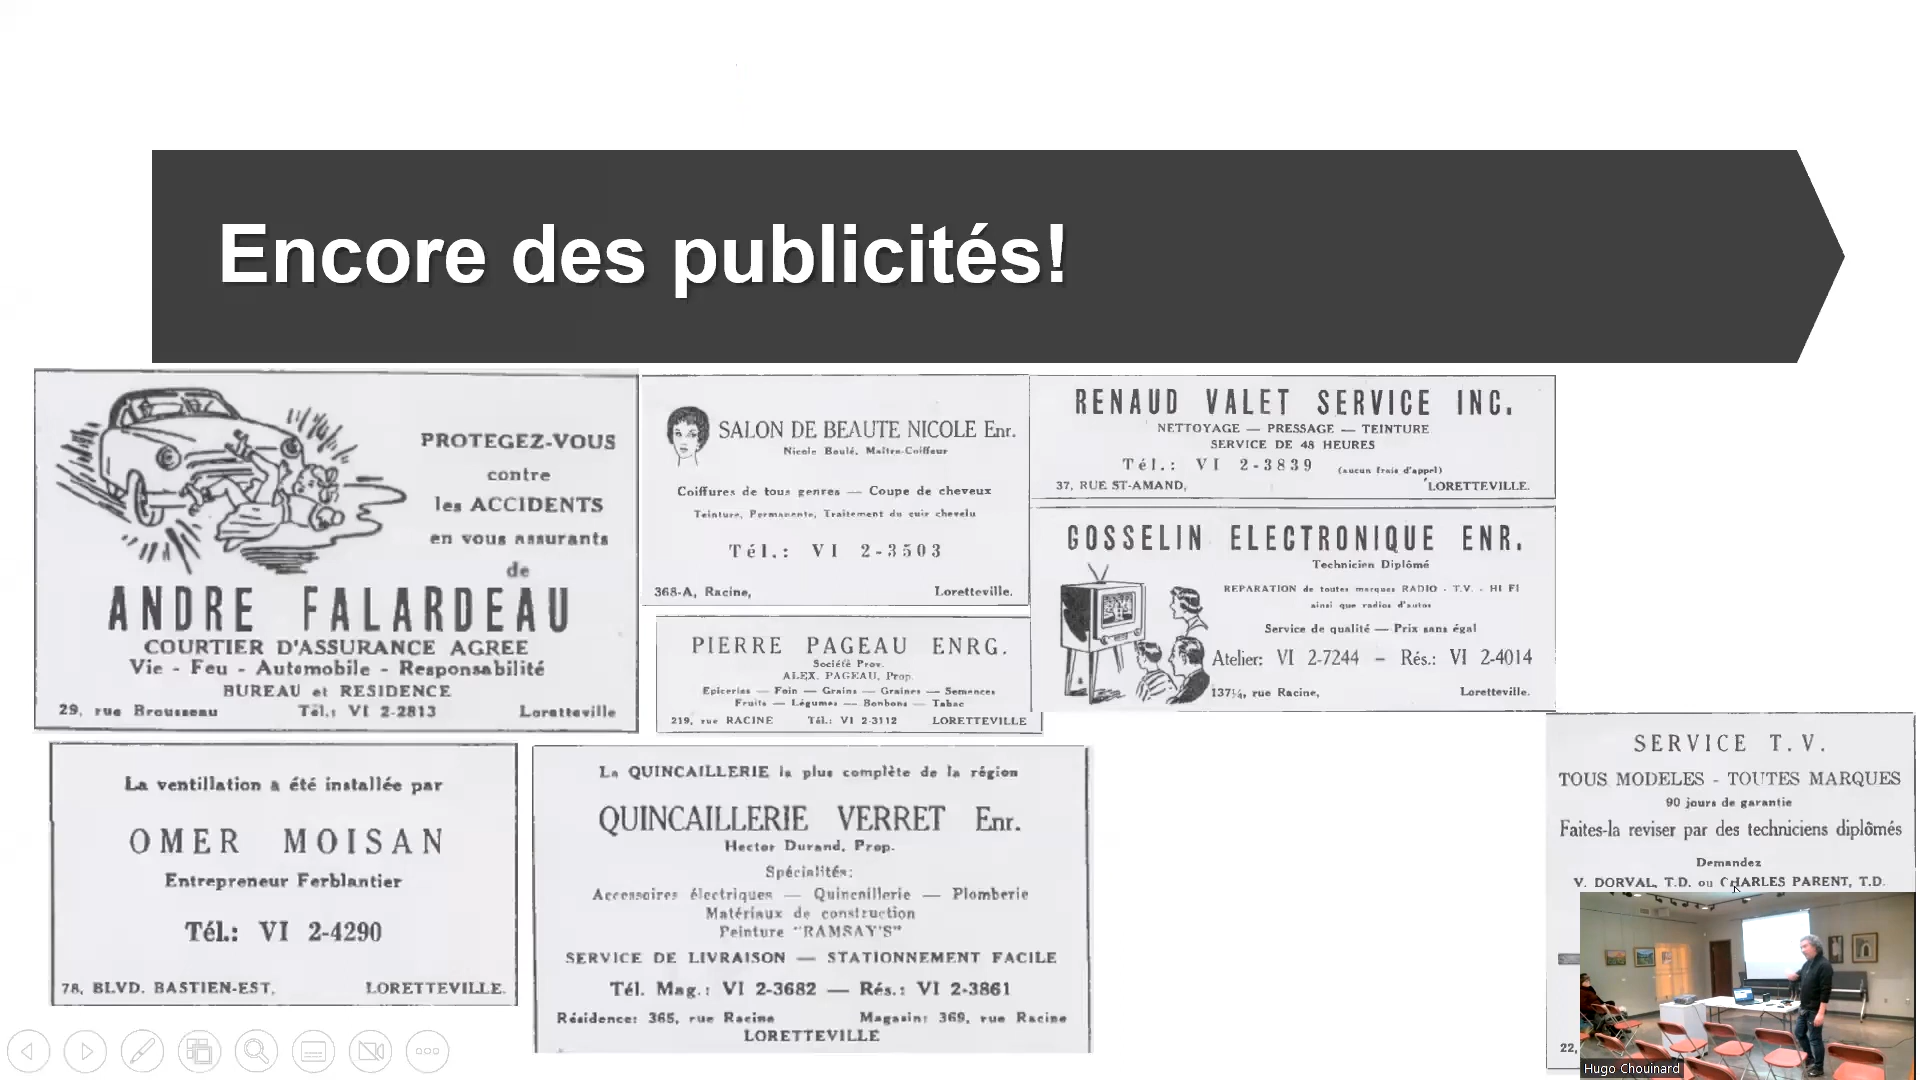 Encore des publicités!
PROTEGEZ-VOUS
contre
les ACCIDENTS
en vous assurants
de
ANDRE FALARDEAU
COURTIER D'ASSURANCE AGREE
Vie - Feu - Automobile - Responsabilité
BUREAU et RESIDENCE
29, rue Brousseau Tél.: VI 2-2813 Loretteville
SALON DE BEAUTE NICOLE Enr.
Nicole Boulé, Maître-Coiffeur
Coiffures de tous genres — Coupe de cheveux
Teinture, Permanente, Traitement du cuir chevelu
Tél.: VI 2-3503
368-A, Racine, Loretteville.
RENAUD VALET SERVICE INC.
NETTOYAGE — PRESSAGE — TEINTURE
SERVICE DE 48 HEURES
Tél.: VI 2-3839 (aucun frais d'appel)
37, RUE ST-AMAND, LORETTEVILLE.
PIERRE PAGEAU ENRG.
Société Prov.
ALEX. PAGEAU, Prop.
Epiceries — Foin — Grains — Graines — Semences
Fruits — Légumes — Bonbons — Tabac
219, rue RACINE Tél.: VI 2-3112 LORETTEVILLE
GOSSELIN ELECTRONIQUE ENR.
Technicien Diplômé
REPARATION de toutes marques RADIO - T.V. - HI FI
ainsi que radios d'autos
Service de qualité — Prix sans égal
Atelier: VI 2-7244 — Rés.: VI 2-4014
rue Racine, Loretteville.
La ventillation a été installée par
OMER MOISAN
Entrepreneur Ferblantier
Tél.: VI 2-4290
78, BLVD. BASTIEN-EST, LORETTEVILLE.
La QUINCAILLERIE la plus complète de la région
QUINCAILLERIE VERRET Enr.
Hector Durand, Prop.
Spécialités:
Accessoires électriques — Quincaillerie — Plomberie
Matériaux de construction
Peinture "RAMSAY'S"
SERVICE DE LIVRAISON — STATIONNEMENT FACILE
Tél. Mag.: VI 2-3682 — Rés.: VI 2-3861
Résidence: 365, rue Racine Magasin: 369, rue Racine
LORETTEVILLE
SERVICE T.V.
TOUS MODELES - TOUTES MARQUES
90 jours de garantie
Faites-la reviser par des techniciens diplômés
Demandez
V. DORVAL, T.D. ou CHARLES PARENT, T.D.
22,
Hugo Chouinard